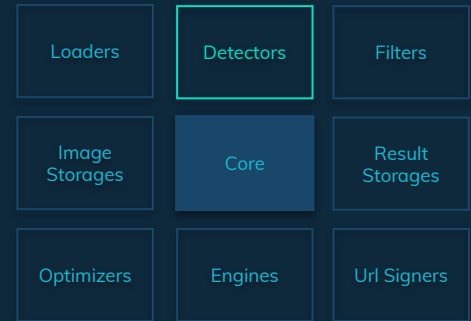 Loaders
Detectors
Filters
Image
Storages
Core
Result
Storages
Optimizers
Engines
Url Signers